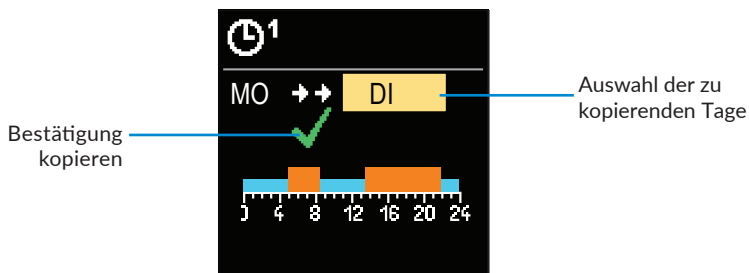 1
MO DI
Auswahl der zu
kopierenden Tage
Bestätigung
kopieren
0 4 8 12 16 20 24